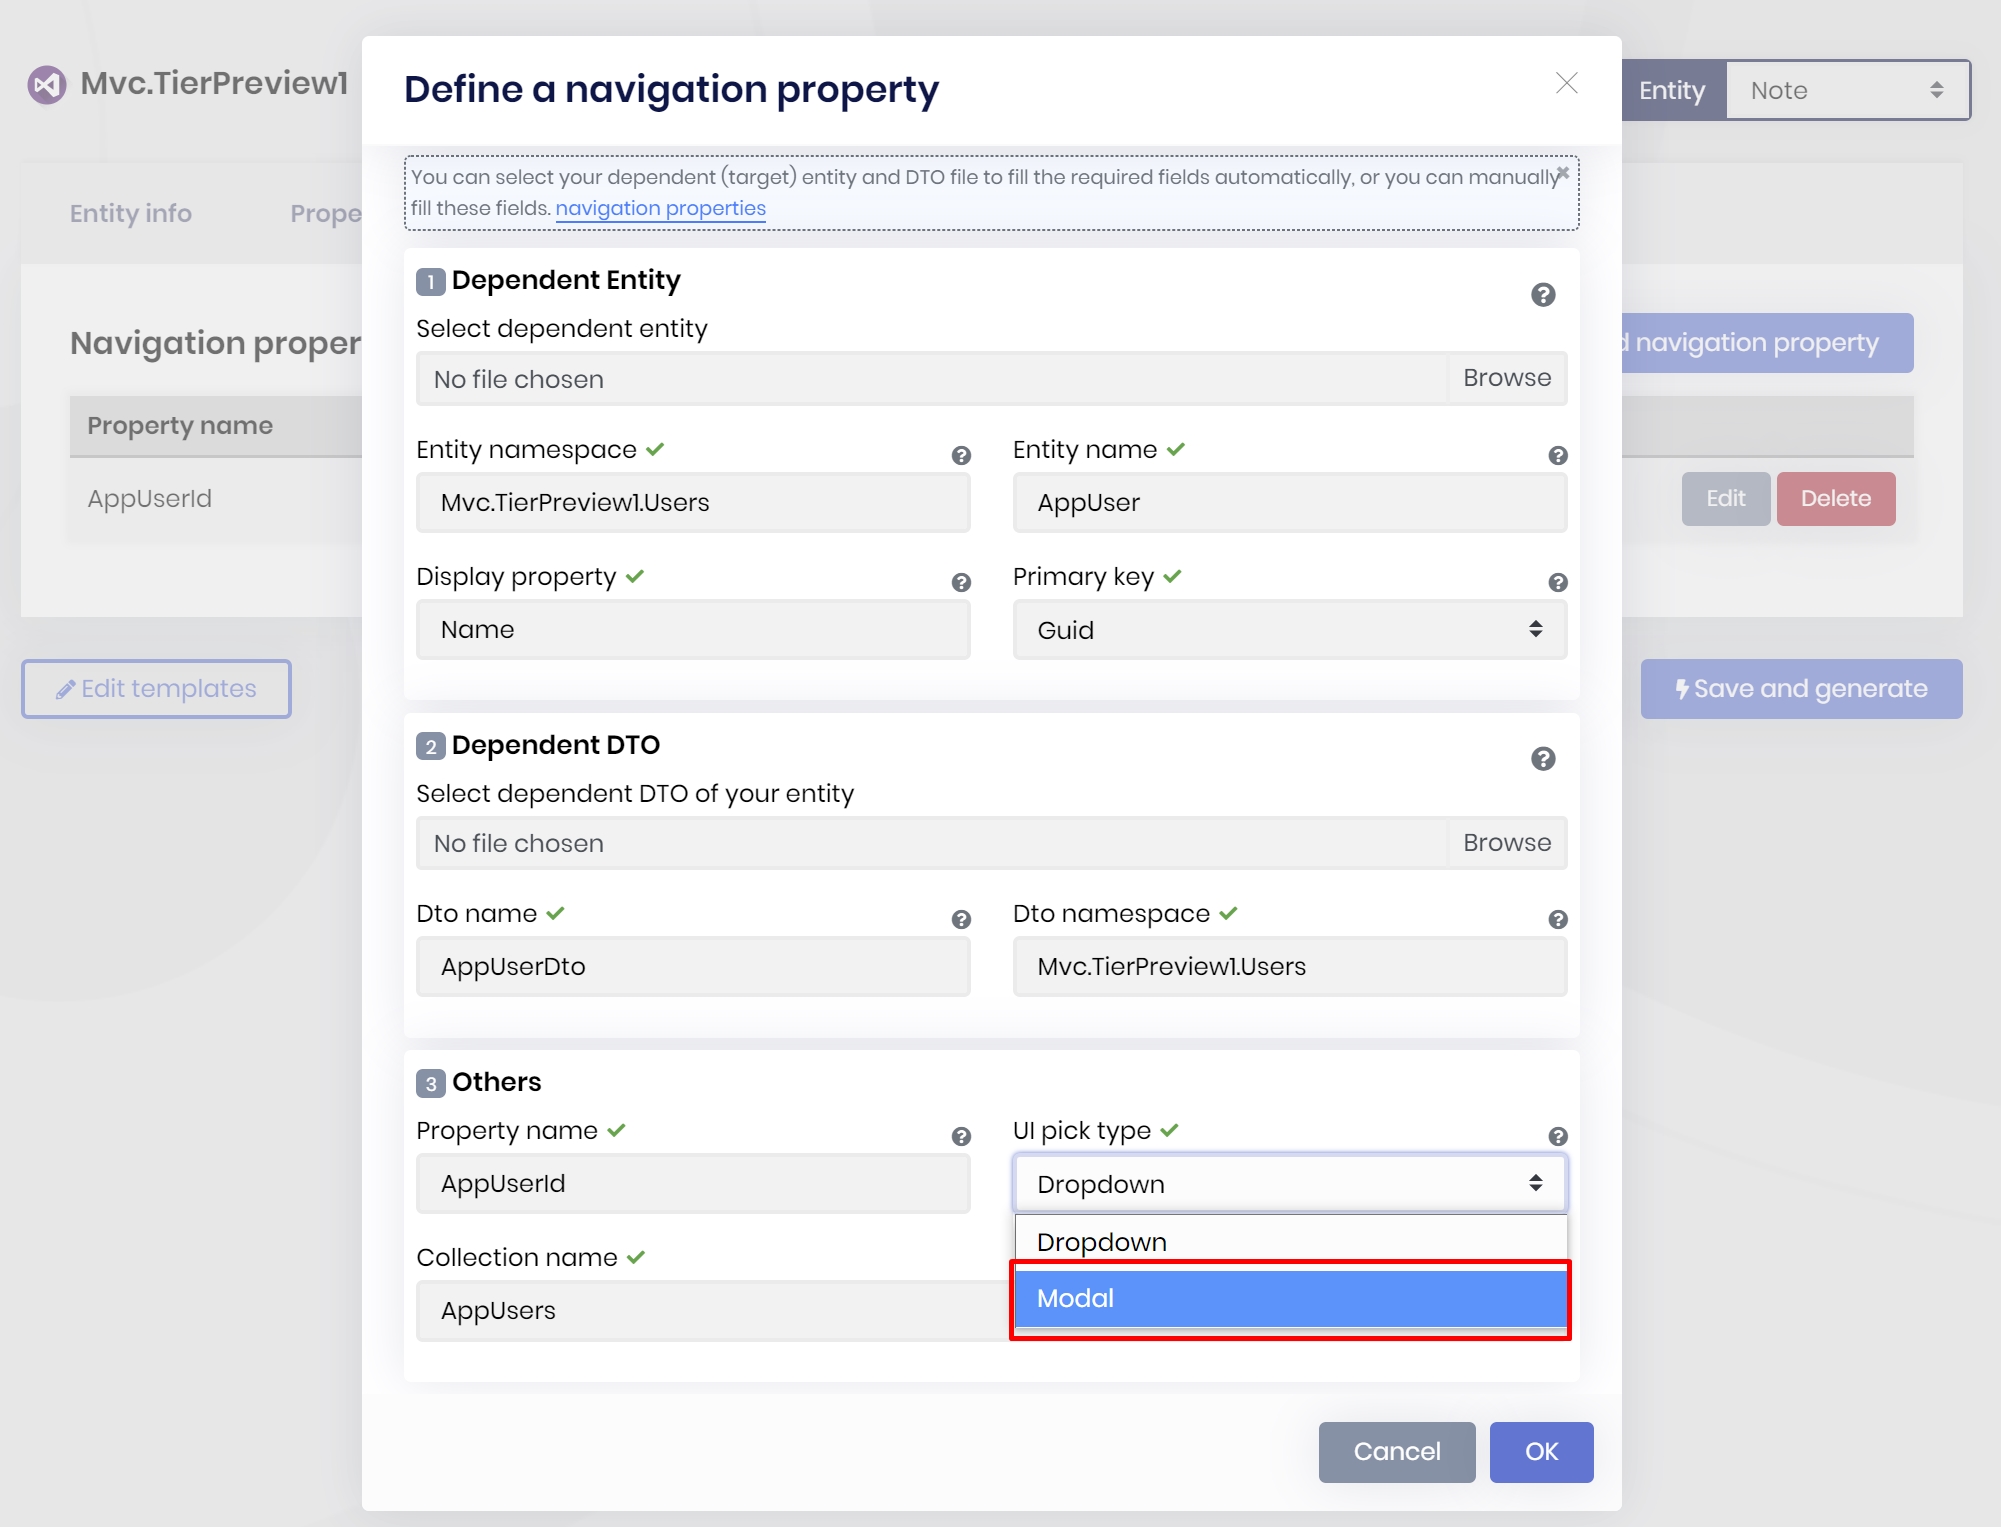 Mvc.TierPreview1
Define a navigation property
Entity
Note
You can select your dependent (target) entity and DTO file to fill the required fields automatically, or you can manually
fill these fields. navigation properties
Entity info
Prope
1 Dependent Entity
Select dependent entity
No file chosen
Browse
Navigation proper
navigation property
Property name
Entity namespace
Entity name
Mvc.TierPreview1.Users
AppUser
AppUserId
Edit
Delete
Display property
Primary key
Name
Guid
Edit templates
Save and generate
2 Dependent DTO
Select dependent DTO of your entity
No file chosen
Browse
Dto name
Dto namespace
AppUserDto
Mvc.TierPreview1.Users
3 Others
Property name
UI pick type
AppUserId
Dropdown
Dropdown
Collection name
Modal
AppUsers
Cancel
OK